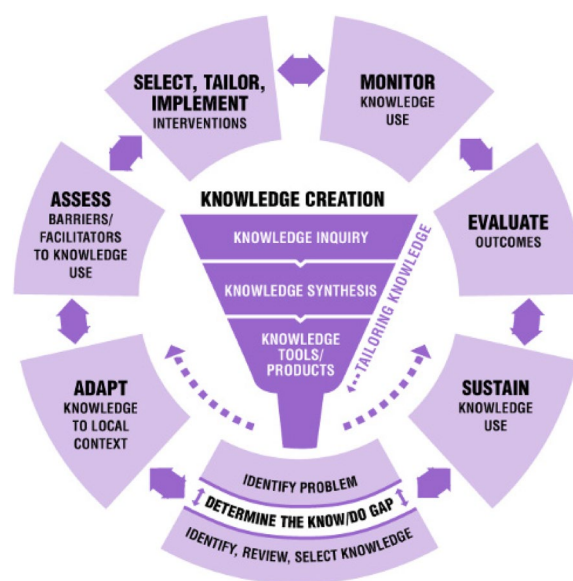 SELECT, TAILOR,
IMPLEMENT
INTERVENTIONS
MONITOR
KNOWLEDGE
USE
ASSESS
BARRIERS/
FACILITATORS
TO KNOWLEDGE
USE
KNOWLEDGE CREATION
KNOWLEDGE INQUIRY
KNOWLEDGE SYNTHESIS
KNOWLEDGE
TOOLS/
PRODUCTS
TAILORING KNOWLEDGE
EVALUATE
OUTCOMES
ADAPT
KNOWLEDGE
TO LOCAL
CONTEXT
SUSTAIN
KNOWLEDGE
USE
IDENTIFY PROBLEM
DETERMINE THE KNOW/DO GAP
IDENTIFY, REVIEW, SELECT KNOWLEDGE